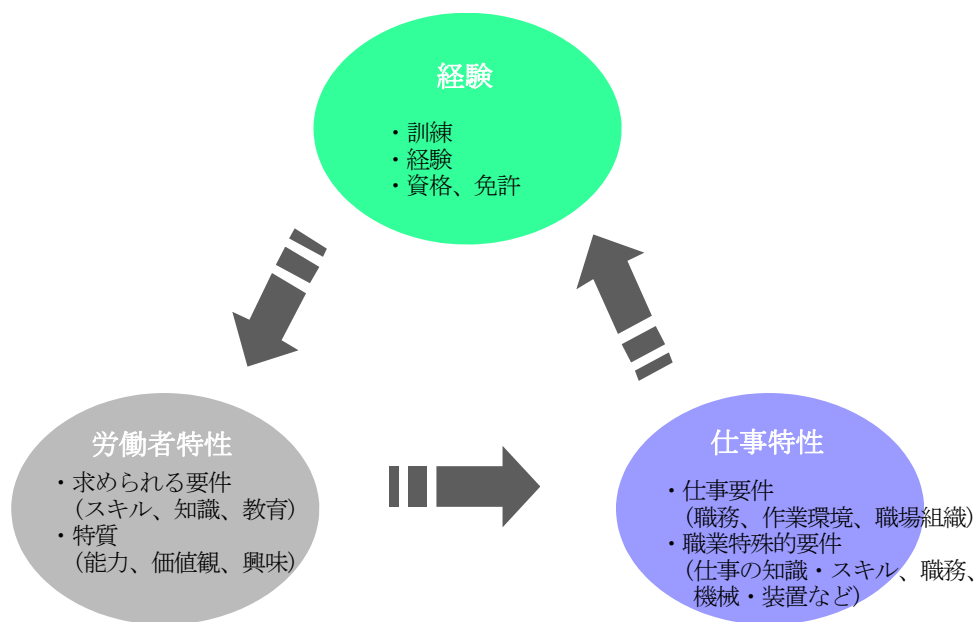 経験
・訓練
・経験
・資格、免許
労働者特性
・求められる要件
（スキル、知識、教育）
・特質
（能力、価値観、興味）
仕事特性
・仕事要件
（職務、作業環境、職場組織）
・職業特殊的要件
（仕事の知識・スキル、職務、
機械・装置など）